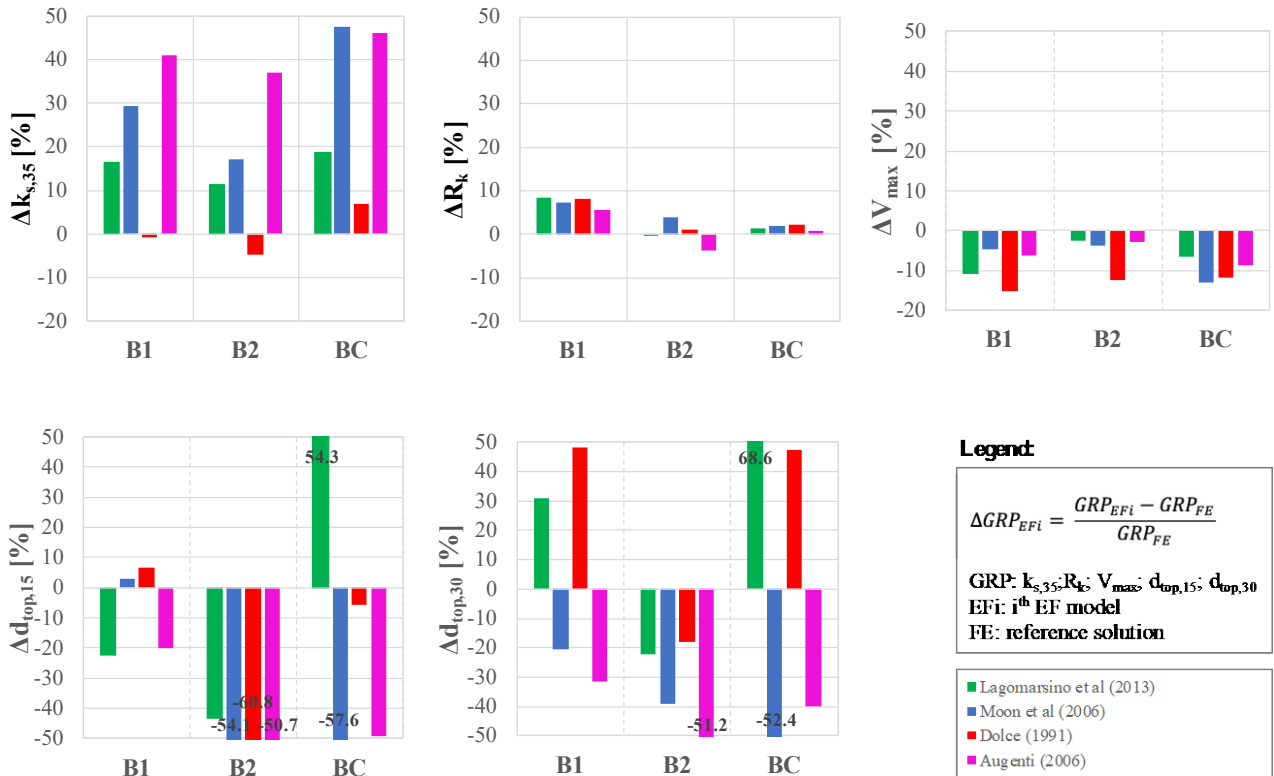 Δk_s,35 [%]
50
40
30
20
10
0
-10
-20
B1 B2 BC
ΔR_k [%]
50
40
30
20
10
0
-10
-20
B1 B2 BC
ΔV_max [%]
50
40
30
20
10
0
-10
-20
B1 B2 BC
Δd_top,15 [%]
50
40
30
20
10
0
-10
-20
-30
-40
-50
54.3
-60.8
-54.1 -50.7 -57.6
B1 B2 BC
Δd_top,30 [%]
50
40
30
20
10
0
-10
-20
-30
-40
-50
68.6
-51.2 -52.4
B1 B2 BC
Legend:
ΔGRP_EFi = (GRP_EFi − GRP_FE) / GRP_FE
GRP: k_s,35; R_k; V_max; d_top,15; d_top,30
EFi: i^th EF model
FE: reference solution
Lagomarsino et al (2013)
Moon et al (2006)
Dolce (1991)
Augenti (2006)